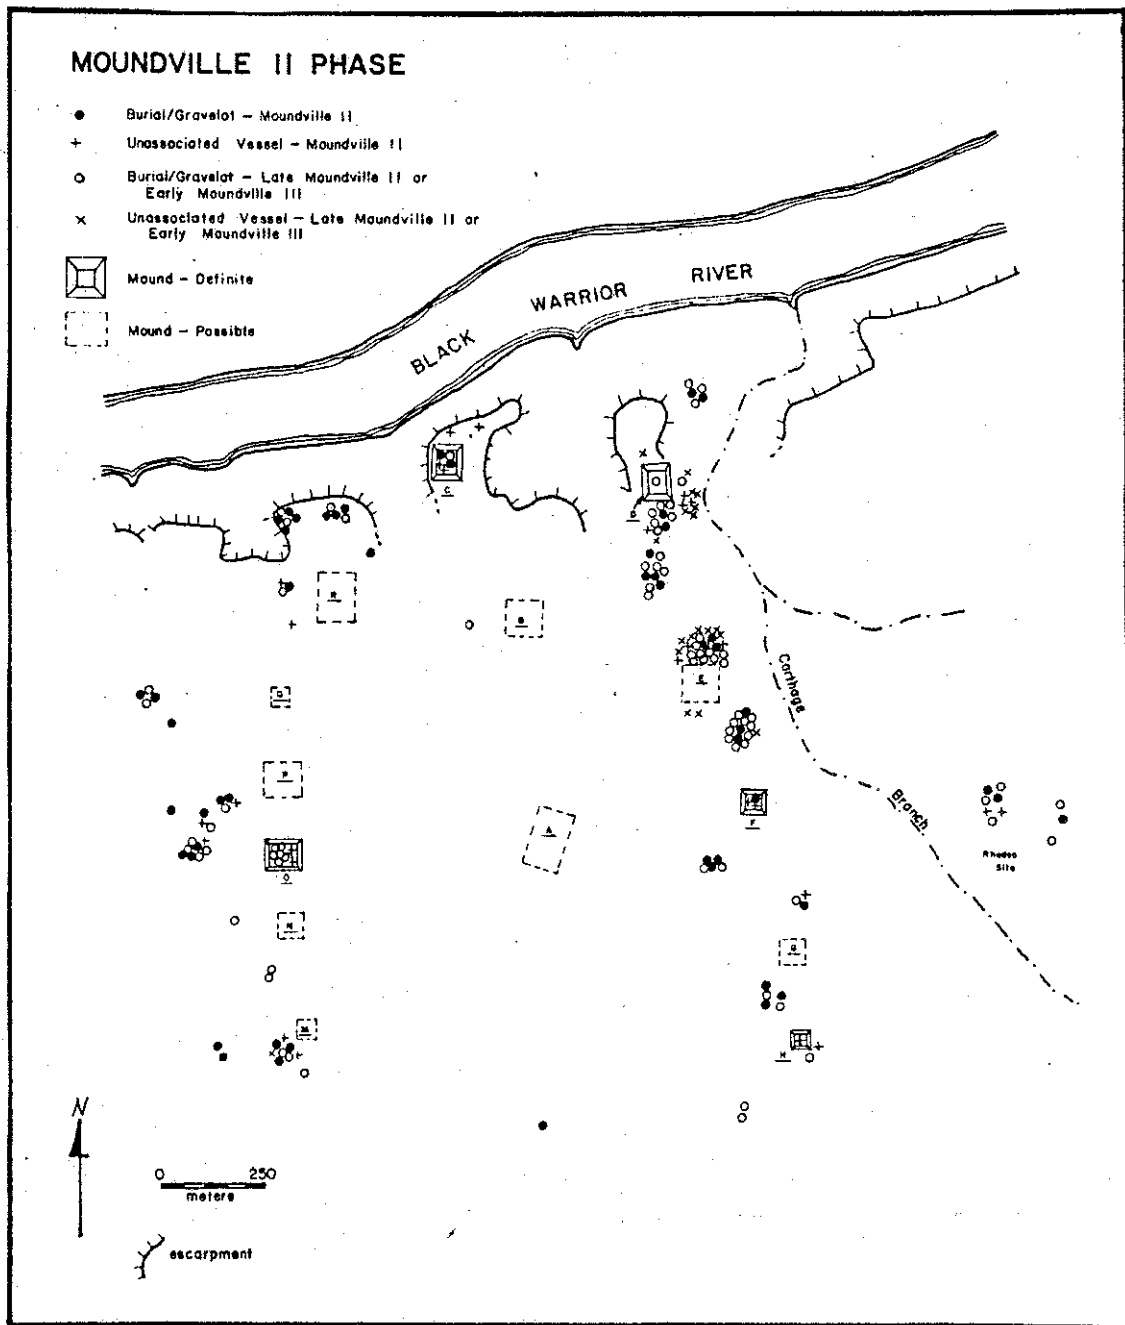 MOUNDVILLE II PHASE
Burial/Gravelot – Moundville II
Unassociated Vessel – Moundville II
Burial/Gravelot – Late Moundville II or
Early Moundville III
Unassociated Vessel – Late Moundville II or
Early Moundville III
Mound – Definite
Mound – Possible
BLACK WARRIOR RIVER
C
D
R
B
E
Q
P
Carthage
Branch
F
A
O
Rhodes
Site
N
G
M
H
N
0 250
meters
escarpment